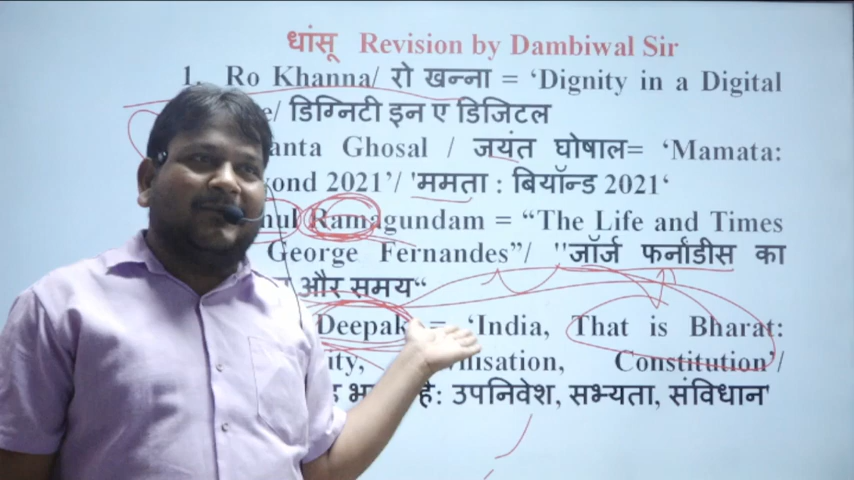 धांसू Revision by Dambiwal Sir
1. Ro Khanna/ रो खन्ना = ‘Dignity in a Digital
डिग्निटी इन ए डिजिटल
Ghosal / जयंत घोषाल= ‘Mamata:
2021’/ 'ममता : बियॉन्ड 2021‘
Ramagundam = “The Life and Times
George Fernandes”/ "जॉर्ज फर्नांडीस का
और समय“
Deepak = ‘India, That is Bharat:
Constitution’/
है: उपनिवेश, सभ्यता, संविधान'